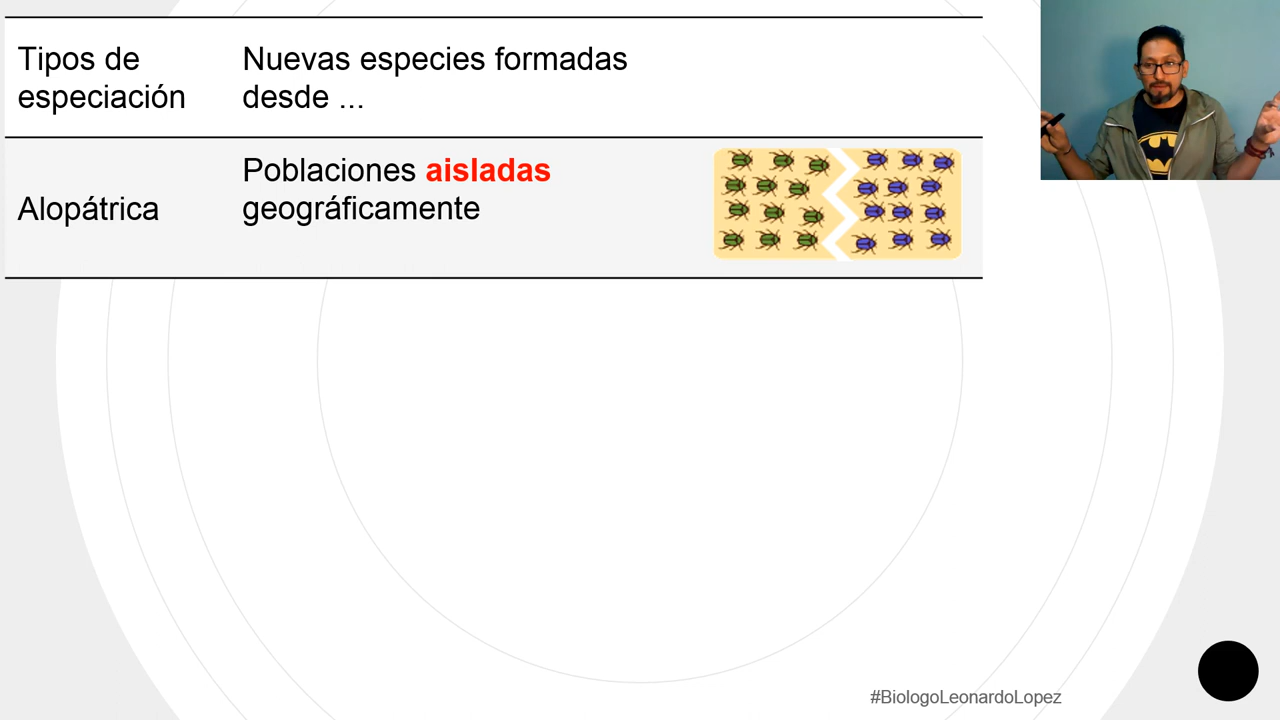 Tipos de
especiación
Nuevas especies formadas
desde ...
Alopátrica
Poblaciones aisladas
geográficamente
#BiologoLeonardoLopez